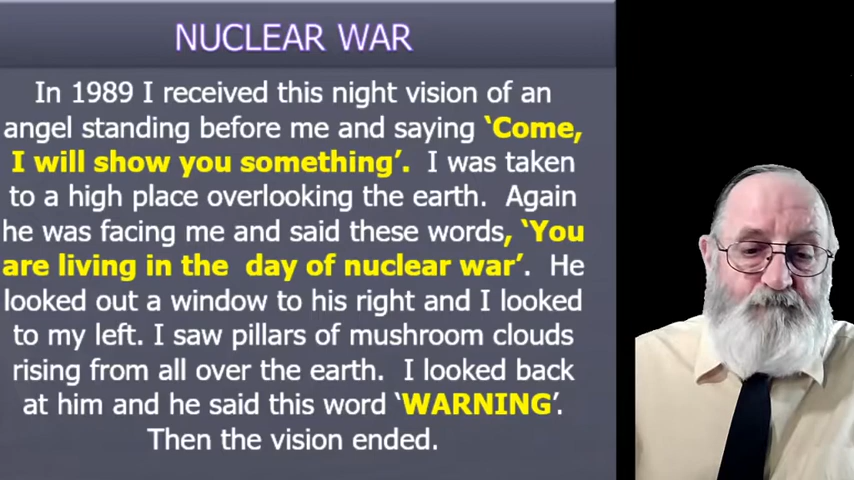 NUCLEAR WAR
In 1989 I received this night vision of an
angel standing before me and saying ‘Come,
I will show you something’.  I was taken
to a high place overlooking the earth.  Again
he was facing me and said these words, ‘You
are living in the  day of nuclear war’.  He
looked out a window to his right and I looked
to my left. I saw pillars of mushroom clouds
rising from all over the earth.  I looked back
at him and he said this word ‘WARNING’.
Then the vision ended.